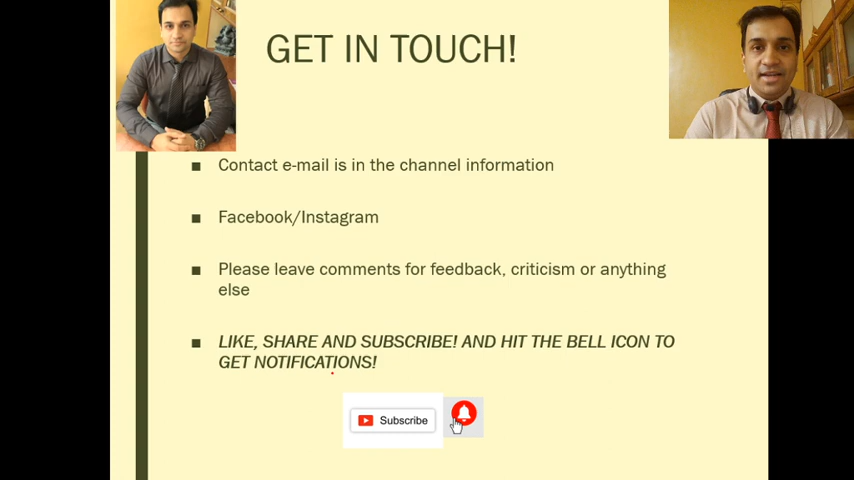 GET IN TOUCH!
■ Contact e-mail is in the channel information
■ Facebook/Instagram
■ Please leave comments for feedback, criticism or anything
else
■ LIKE, SHARE AND SUBSCRIBE! AND HIT THE BELL ICON TO
GET NOTIFICATIONS!
Subscribe